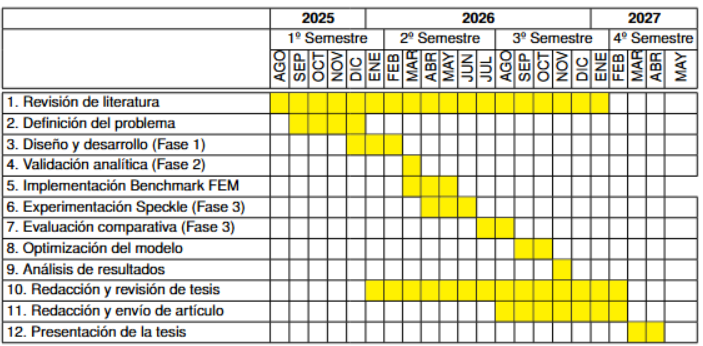 2025 2026 2027
1º Semestre 2º Semestre 3º Semestre 4º Semestre
AGO SEP OCT NOV DIC ENE FEB MAR ABR MAY JUN JUL AGO SEP OCT NOV DIC ENE FEB MAR ABR MAY
1. Revisión de literatura
2. Definición del problema
3. Diseño y desarrollo (Fase 1)
4. Validación analítica (Fase 2)
5. Implementación Benchmark FEM
6. Experimentación Speckle (Fase 3)
7. Evaluación comparativa (Fase 3)
8. Optimización del modelo
9. Análisis de resultados
10. Redacción y revisión de tesis
11. Redacción y envío de artículo
12. Presentación de la tesis